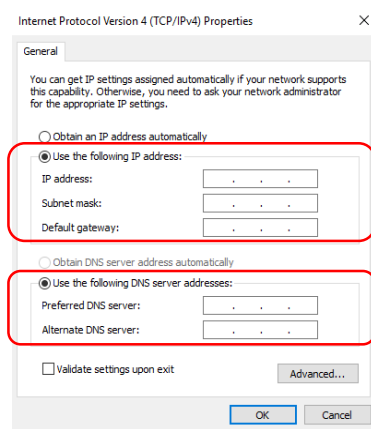 Internet Protocol Version 4 (TCP/IPv4) Properties
General
You can get IP settings assigned automatically if your network supports
this capability. Otherwise, you need to ask your network administrator
for the appropriate IP settings.
Obtain an IP address automatically
Use the following IP address:
IP address:
Subnet mask:
Default gateway:
Obtain DNS server address automatically
Use the following DNS server addresses:
Preferred DNS server:
Alternate DNS server:
Validate settings upon exit
Advanced...
OK Cancel